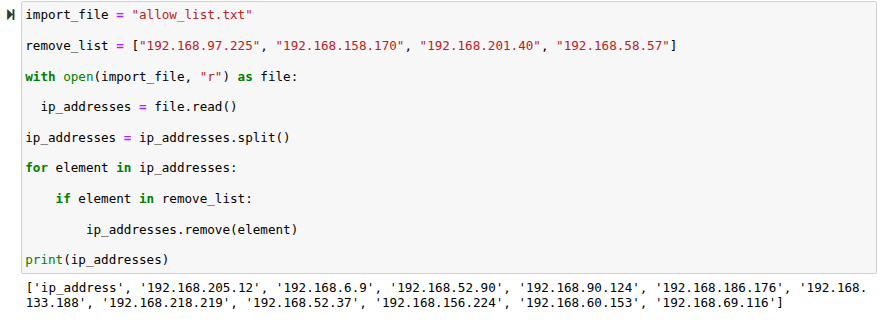 import_file = "allow_list.txt"
remove_list = ["192.168.97.225", "192.168.158.170", "192.168.201.40", "192.168.58.57"]
with open(import_file, "r") as file:
  ip_addresses = file.read()
ip_addresses = ip_addresses.split()
for element in ip_addresses:
    if element in remove_list:
        ip_addresses.remove(element)
print(ip_addresses)
['ip_address', '192.168.205.12', '192.168.6.9', '192.168.52.90', '192.168.90.124', '192.168.186.176', '192.168.
133.188', '192.168.218.219', '192.168.52.37', '192.168.156.224', '192.168.60.153', '192.168.69.116']